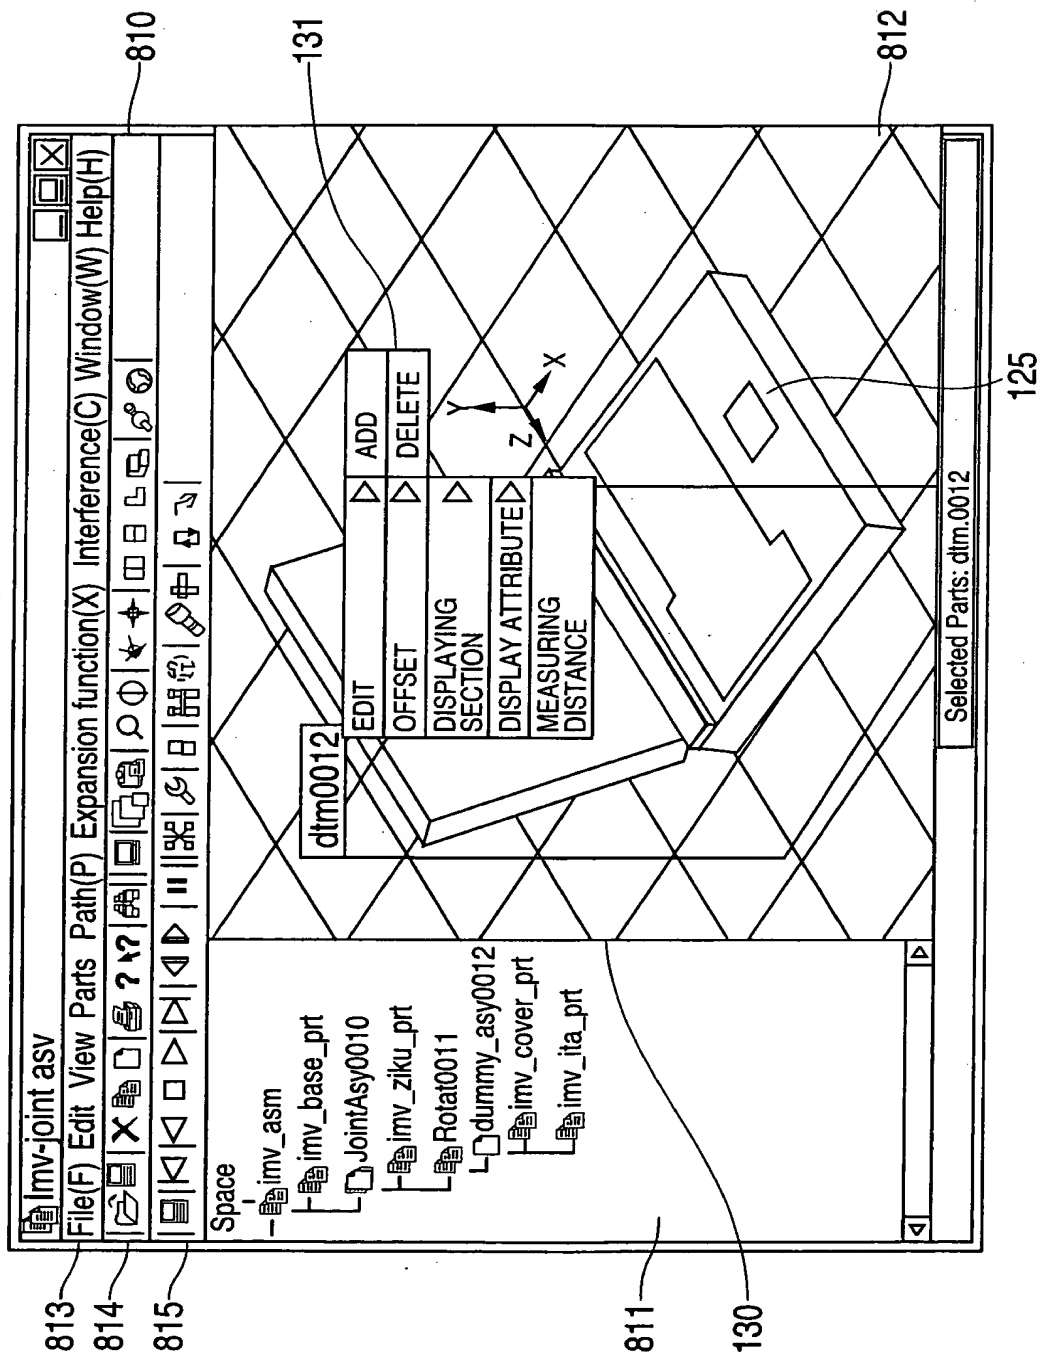 810
131
Imv-joint asv
File(F) Edit View Parts Path(P) Expansion function(X) Interference(C) Window(W) Help(H)
813
814
815
Space
imv_asm
imv_base_prt
JointAsy0010
imv_ziku_prt
Rotat0011
dummy_asy0012
imv_cover_prt
imv_ita_prt
dtm0012
EDIT
OFFSET
DISPLAYING
SECTION
DISPLAY ATTRIBUTE
MEASURING
DISTANCE
ADD
DELETE
Y
Z
X
Selected Parts: dtm.0012
811
130
125
812